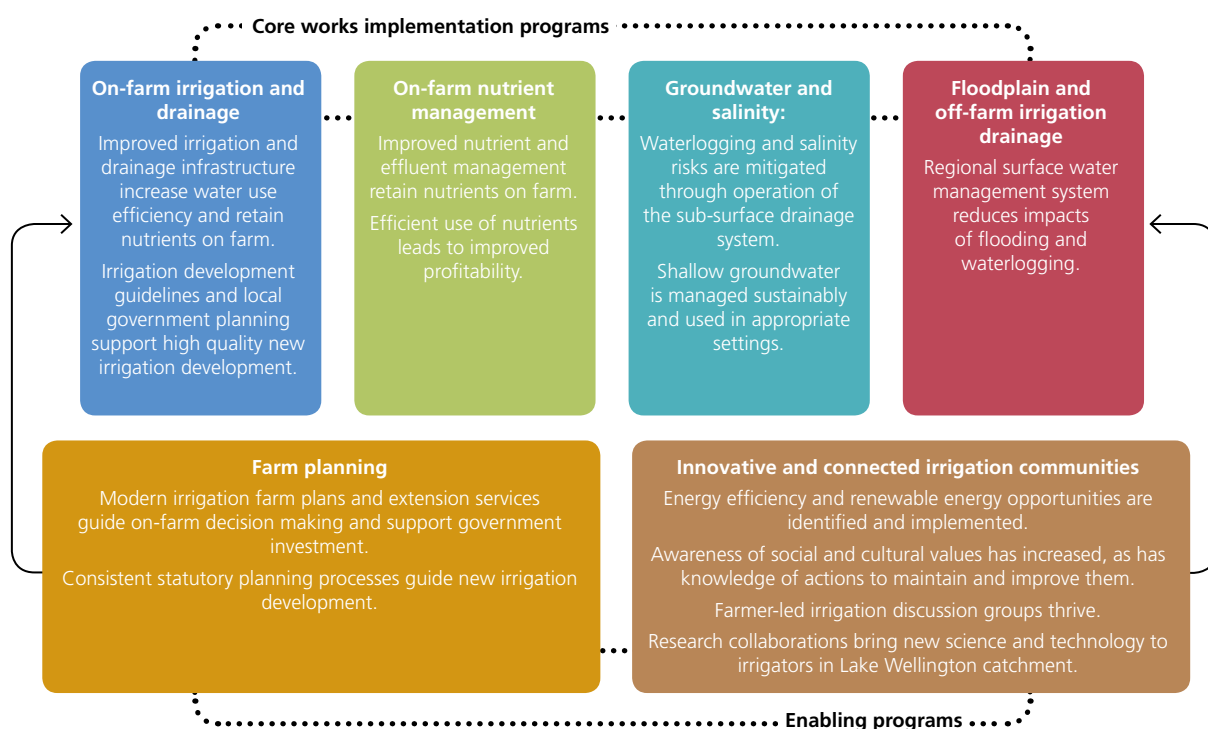 Core works implementation programs
On-farm irrigation and
drainage
Improved irrigation and
drainage infrastructure
increase water use
efficiency and retain
nutrients on farm.
Irrigation development
guidelines and local
government planning
support high quality new
irrigation development.
On-farm nutrient
management
Improved nutrient and
effluent management
retain nutrients on farm.
Efficient use of nutrients
leads to improved
profitability.
Groundwater and
salinity:
Waterlogging and salinity
risks are mitigated
through operation of
the sub-surface drainage
system.
Shallow groundwater
is managed sustainably
and used in appropriate
settings.
Floodplain and
off-farm irrigation
drainage
Regional surface water
management system
reduces impacts
of flooding and
waterlogging.
Farm planning
Modern irrigation farm plans and extension services
guide on-farm decision making and support government
investment.
Consistent statutory planning processes guide new irrigation
development.
Innovative and connected irrigation communities
Energy efficiency and renewable energy opportunities are
identified and implemented.
Awareness of social and cultural values has increased, as has
knowledge of actions to maintain and improve them.
Farmer-led irrigation discussion groups thrive.
Research collaborations bring new science and technology to
irrigators in Lake Wellington catchment.
Enabling programs